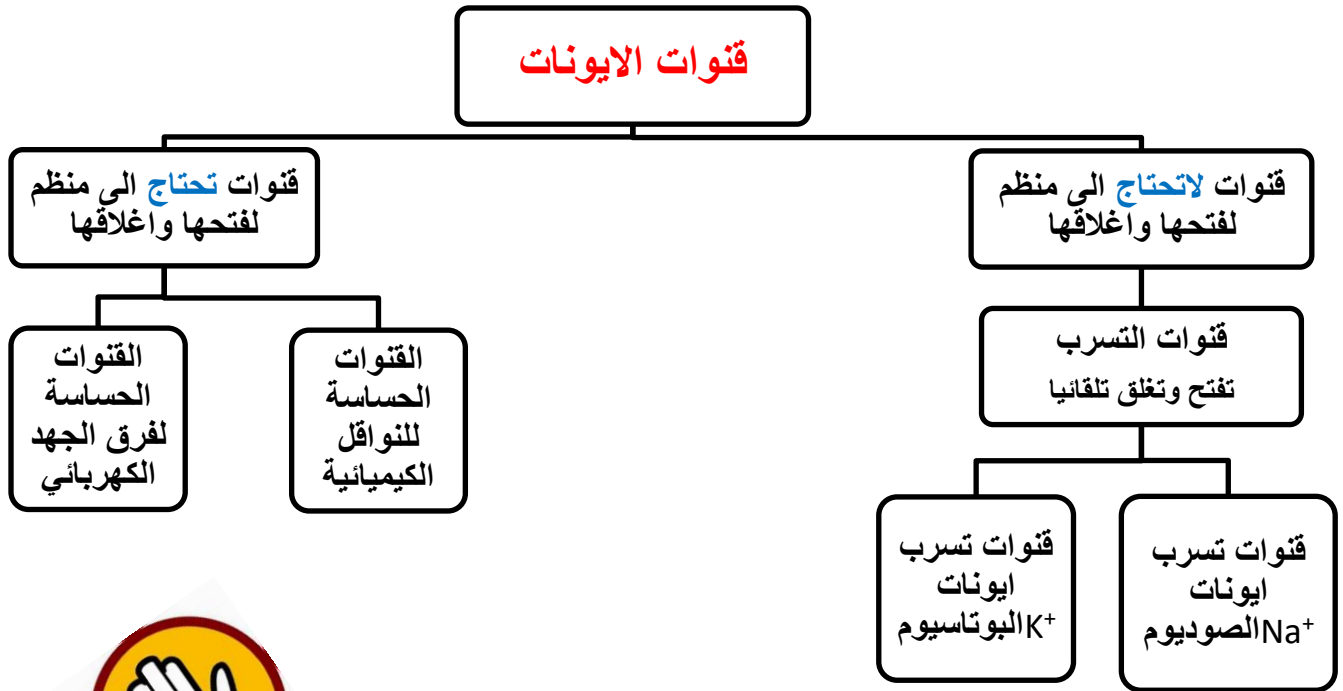 قنوات الايونات
قنوات لاتحتاج الى منظم
لفتحها واغلاقها
قنوات تحتاج الى منظم
لفتحها واغلاقها
قنوات التسرب
تفتح وتغلق تلقائيا
القنوات
الحساسة
للنواقل
الكيميائية
القنوات
الحساسة
لفرق الجهد
الكهربائي
قنوات تسرب
ايونات
الصوديوم Na⁺
قنوات تسرب
ايونات
البوتاسيوم K⁺